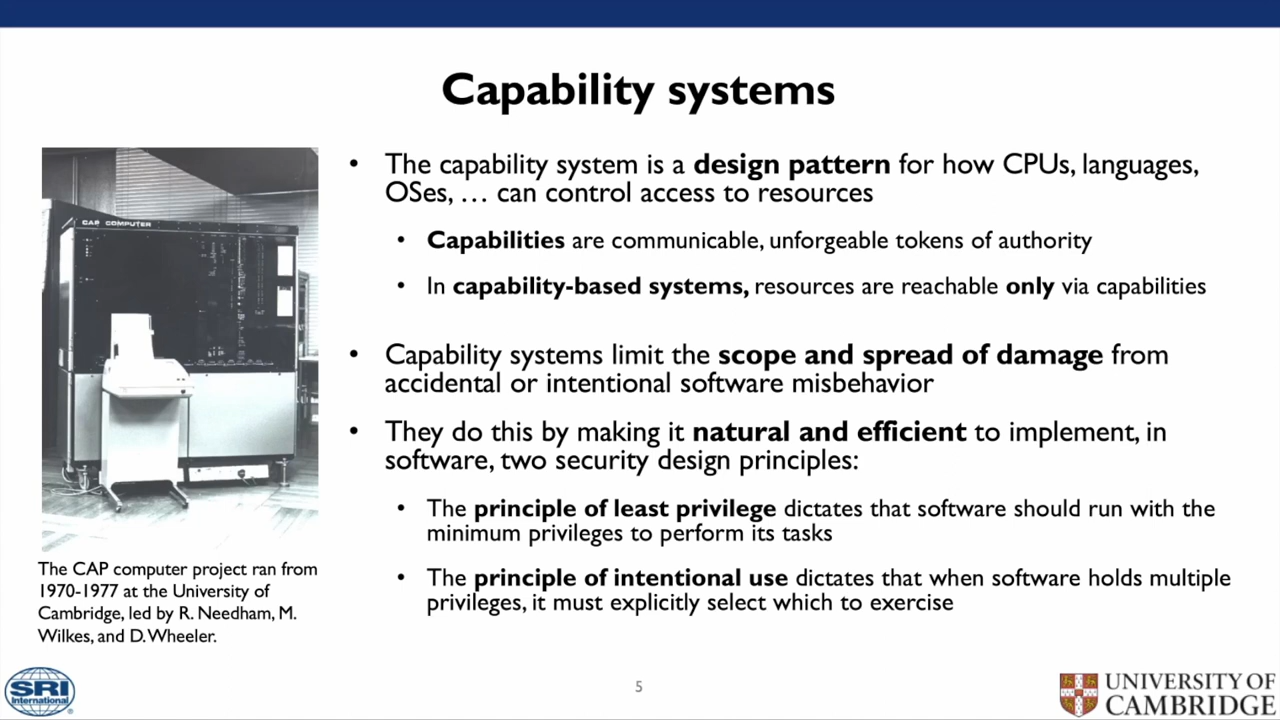 Capability systems
CAP COMPUTER
• The capability system is a design pattern for how CPUs, languages,
OSes, … can control access to resources
• Capabilities are communicable, unforgeable tokens of authority
• In capability-based systems, resources are reachable only via capabilities
• Capability systems limit the scope and spread of damage from
accidental or intentional software misbehavior
• They do this by making it natural and efficient to implement, in
software, two security design principles:
• The principle of least privilege dictates that software should run with the
minimum privileges to perform its tasks
• The principle of intentional use dictates that when software holds multiple
privileges, it must explicitly select which to exercise
The CAP computer project ran from
1970-1977 at the University of
Cambridge, led by R. Needham, M.
Wilkes, and D. Wheeler.
SRI
International®
5
UNIVERSITY OF
CAMBRIDGE